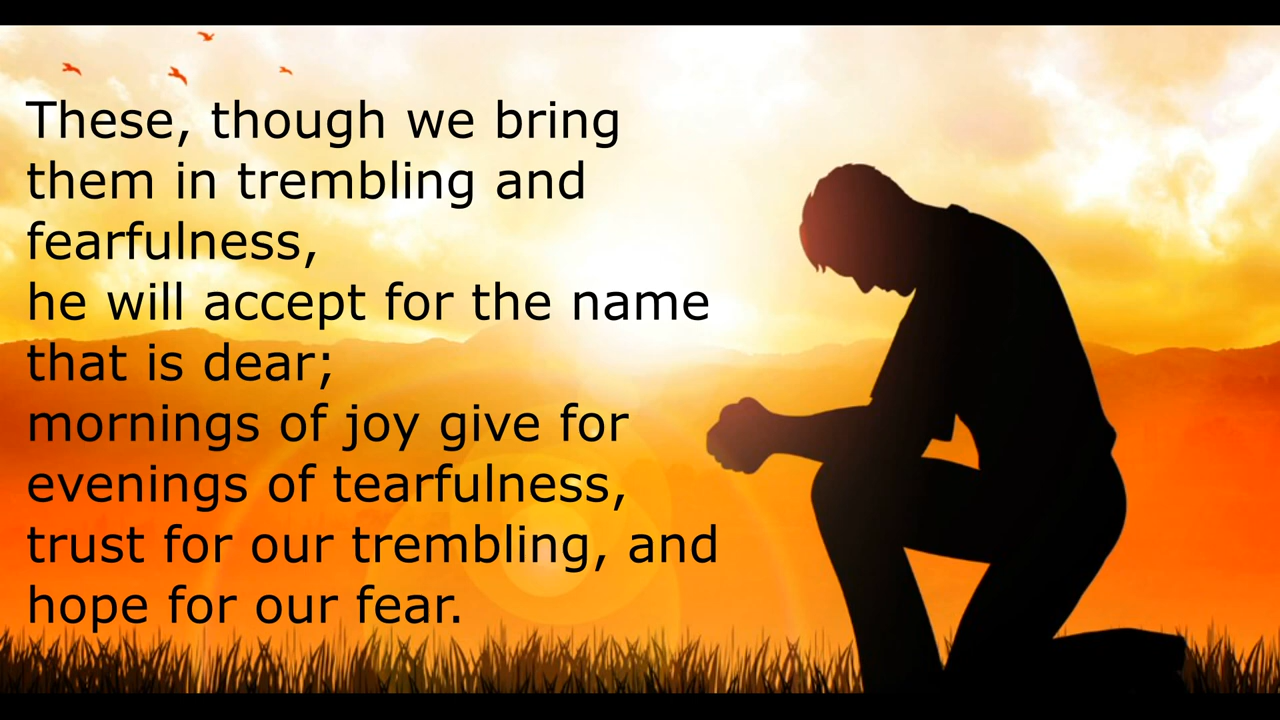 These, though we bring
them in trembling and
fearfulness,
he will accept for the name
that is dear;
mornings of joy give for
evenings of tearfulness,
trust for our trembling, and
hope for our fear.